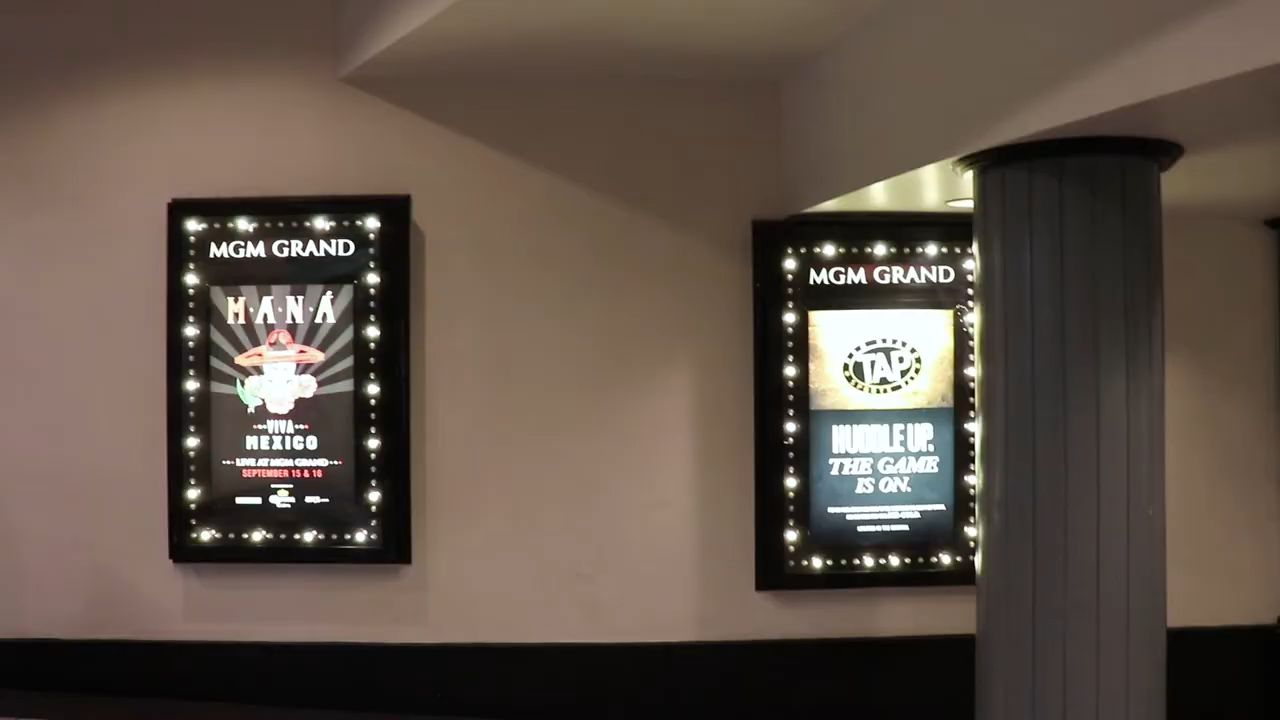 MGM GRAND
M·A·N·Á
VIVA
MEXICO
LIVE AT MGM GRAND
SEPTEMBER 15 & 16
MGM GRAND
TAP
HUDDLE UP.
THE GAME
IS ON.